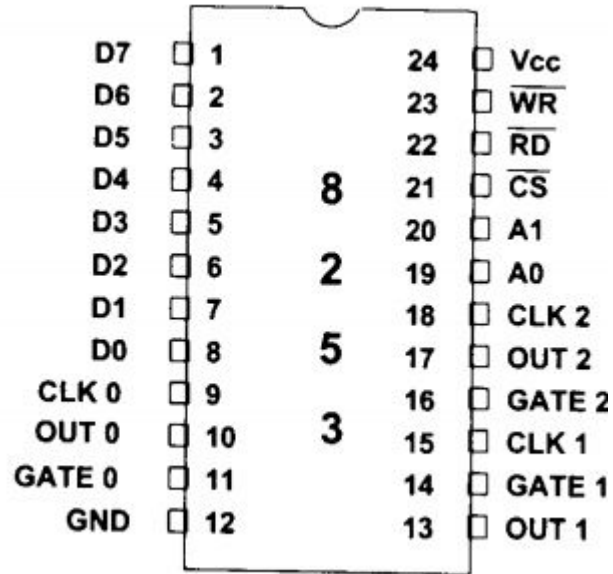 D7 1 24 Vcc
D6 2 23 WR
D5 3 22 RD
D4 4 8 21 CS
D3 5 20 A1
D2 6 2 19 A0
D1 7 18 CLK 2
D0 8 5 17 OUT 2
CLK 0 9 16 GATE 2
OUT 0 10 3 15 CLK 1
GATE 0 11 14 GATE 1
GND 12 13 OUT 1